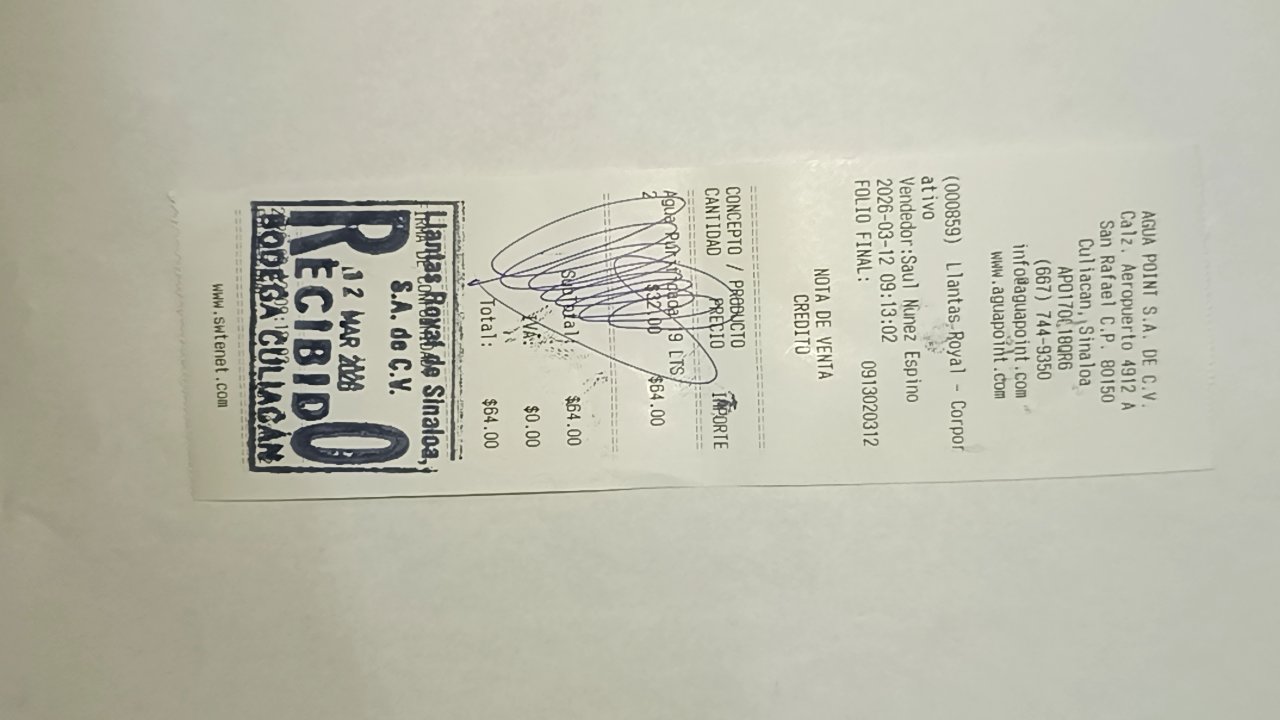 AGUA POINT S.A. DE C.V.
Calz. Aeropuerto 4912 A
San Rafael C.P. 80150
Culiacan, Sinaloa
(667) 744-9350
info@aguapoint.com
www.aguapoint.com
(000859) Llantas-Royal - Corpor
ativo
Vendedor:Saul Nunez Espino
2026-03-12 09:13:02
FOLIO FINAL: 0913020312
NOTA DE VENTA
CREDITO
CONCEPTO / PRODUCTO
CANTIDAD PRECIO IMPORTE
Agua 19 LTS
2 $32.00 $64.00
Subtotal: $64.00
IVA: $0.00
Total: $64.00
Llantas Royal de Sinaloa,
S.A. de C.V.
12 MAR 2026
RECIBIDO
BODEGA CULIACÁN
www.swtenet.com